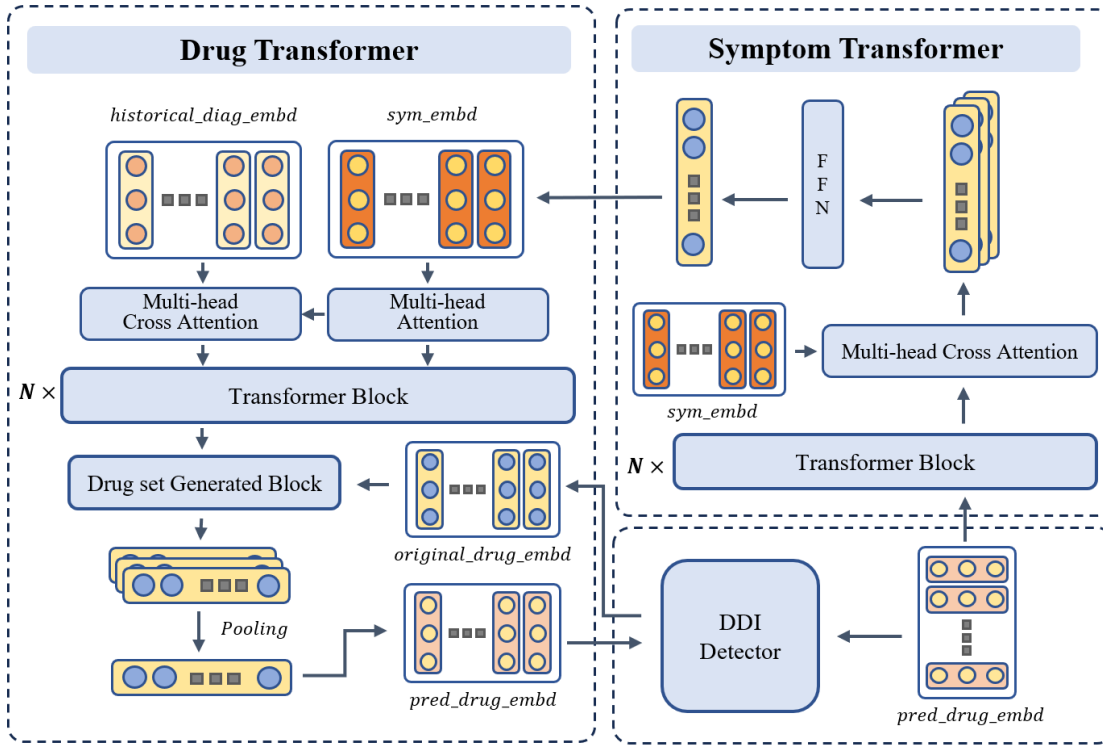 Drug Transformer
historical_diag_embd
sym_embd
Multi-head
Cross Attention
Multi-head
Attention
N ×
Transformer Block
Drug set Generated Block
original_drug_embd
Pooling
pred_drug_embd
Symptom Transformer
F
F
N
sym_embd
Multi-head Cross Attention
N ×
Transformer Block
DDI
Detector
pred_drug_embd